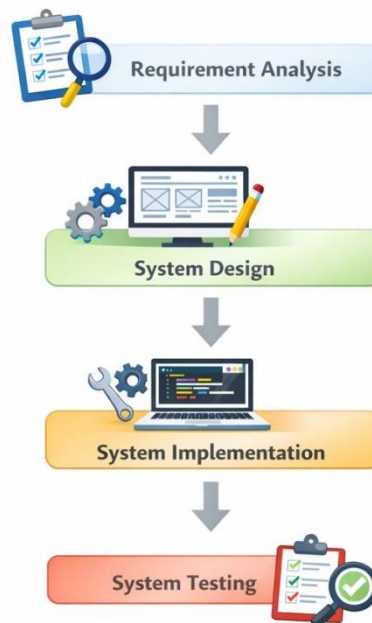 Requirement Analysis
System Design
System Implementation
System Testing